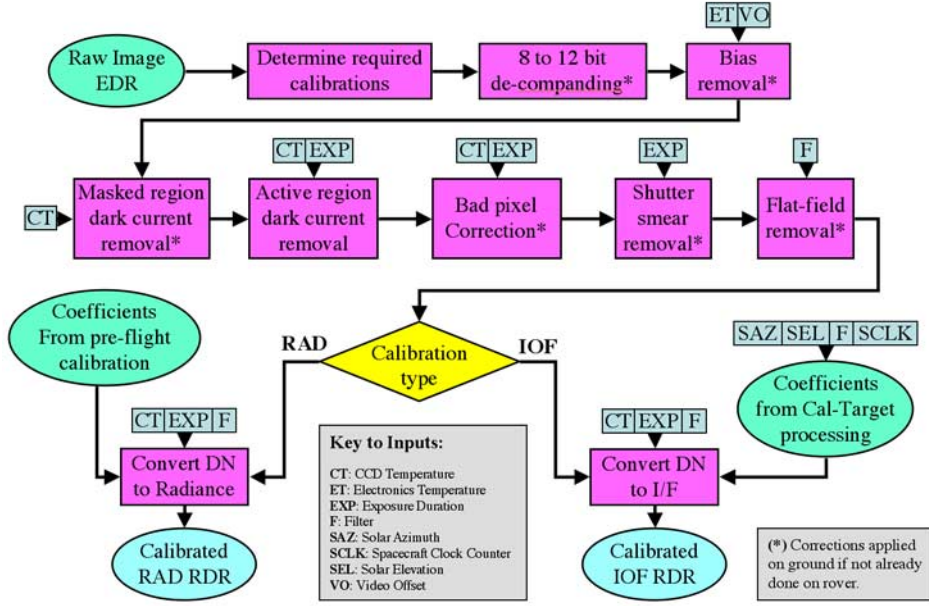 ET VO
Raw Image
EDR
Determine required
calibrations
8 to 12 bit
de-companding*
Bias
removal*
CT EXP
CT EXP
EXP
F
CT
Masked region
dark current
removal*
Active region
dark current
removal
Bad pixel
Correction*
Shutter
smear
removal*
Flat-field
removal*
Coefficients
From pre-flight
calibration
RAD
Calibration
type
IOF
SAZ SEL F SCLK
Coefficients
from Cal-Target
processing
CT EXP F
Convert DN
to Radiance
Calibrated
RAD RDR
Key to Inputs:
CT: CCD Temperature
ET: Electronics Temperature
EXP: Exposure Duration
F: Filter
SAZ: Solar Azimuth
SCLK: Spacecraft Clock Counter
SEL: Solar Elevation
VO: Video Offset
CT EXP F
Convert DN
to I/F
Calibrated
IOF RDR
(*) Corrections applied
on ground if not already
done on rover.